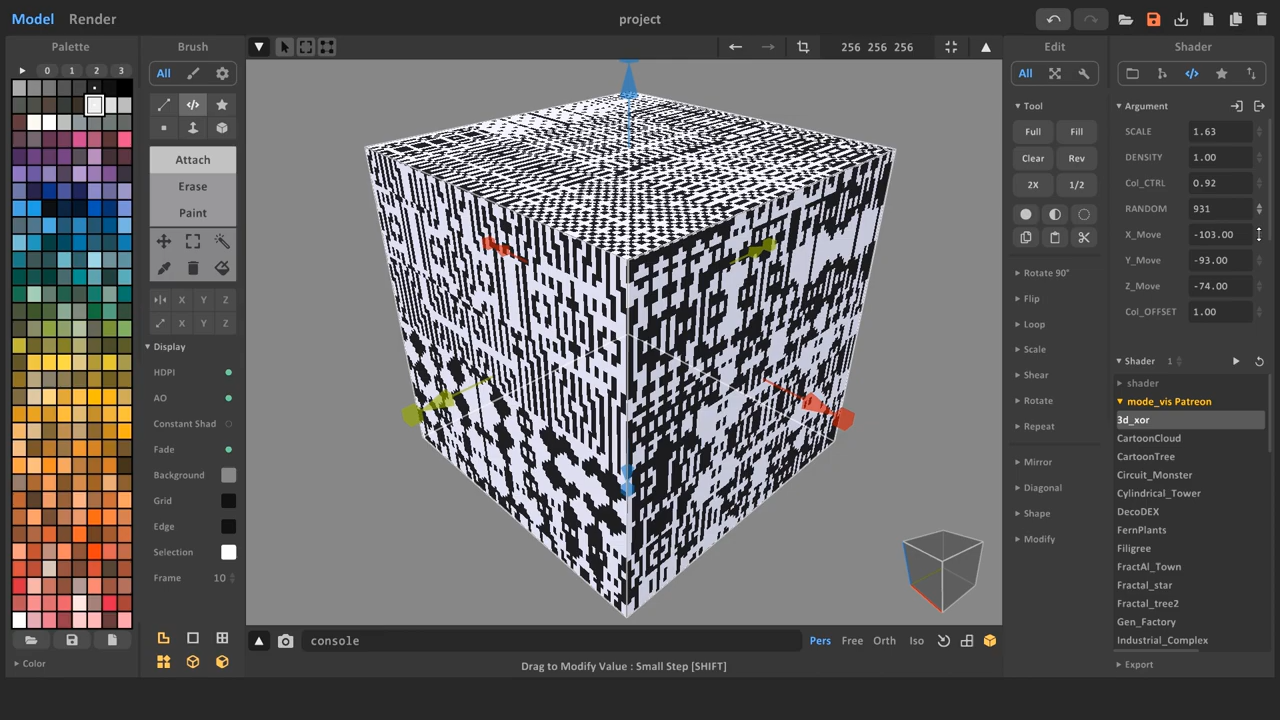 Model Render project
Palette Brush 256 256 256 Edit Shader
0 1 2 3 All All
Tool Argument
Full Fill SCALE 1.63
Attach Clear Rev DENSITY 1.00
Erase 2X 1/2 Col_CTRL 0.92
Paint RANDOM 931
X_Move -103.00
Y_Move -93.00
Rotate 90° Z_Move -74.00
X Y Z Flip Col_OFFSET 1.00
X Y Z Loop
Display Scale Shader 1
HDPI Shear shader
AO Rotate mode_vis Patreon
Constant Shad Repeat 3d_xor
Fade CartoonCloud
Background Mirror CartoonTree
Grid Diagonal Circuit_Monster
Edge Shape Cylindrical_Tower
Selection Modify DecoDEX
Frame 10 FernPlants
Filigree
FractAl_Town
Fractal_star
Fractal_tree2
Gen_Factory
console Pers Free Orth Iso Industrial_Complex
Color Drag to Modify Value : Small Step [SHIFT] Export